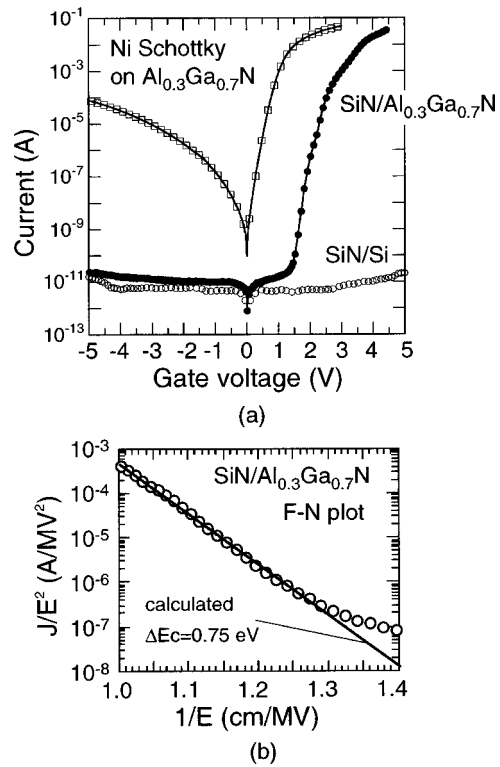 10⁻¹
10⁻³
10⁻⁵
10⁻⁷
10⁻⁹
10⁻¹¹
10⁻¹³
Current (A)
Ni Schottky
on Al₀.₃Ga₀.₇N
SiN/Al₀.₃Ga₀.₇N
SiN/Si
-5 -4 -3 -2 -1 0 1 2 3 4 5
Gate voltage (V)
(a)
10⁻³
10⁻⁴
10⁻⁵
10⁻⁶
10⁻⁷
10⁻⁸
J/E² (A/MV²)
SiN/Al₀.₃Ga₀.₇N
F-N plot
calculated
ΔEc=0.75 eV
1.0 1.1 1.2 1.3 1.4
1/E (cm/MV)
(b)